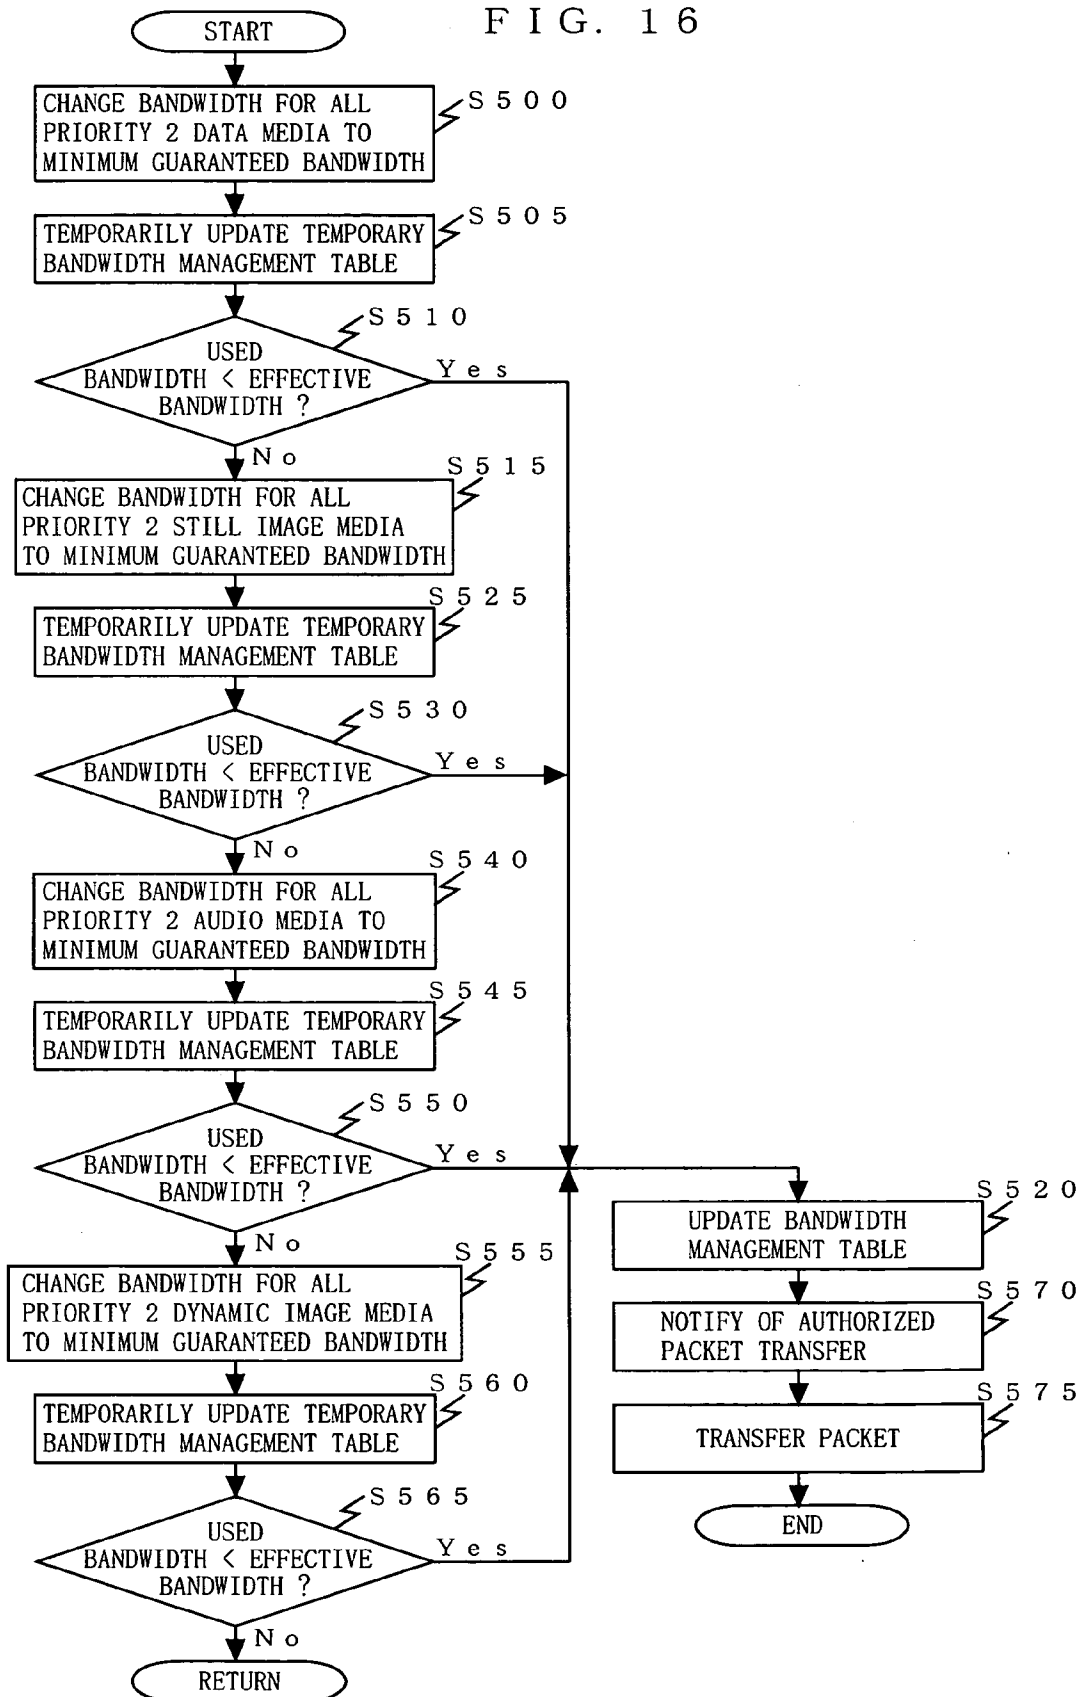 F I G. 1 6
START
CHANGE BANDWIDTH FOR ALL
PRIORITY 2 DATA MEDIA TO
MINIMUM GUARANTEED BANDWIDTH
S 5 0 0
TEMPORARILY UPDATE TEMPORARY
BANDWIDTH MANAGEMENT TABLE
S 5 0 5
USED
BANDWIDTH < EFFECTIVE
BANDWIDTH ?
S 5 1 0
Y e s
N o
CHANGE BANDWIDTH FOR ALL
PRIORITY 2 STILL IMAGE MEDIA
TO MINIMUM GUARANTEED BANDWIDTH
S 5 1 5
TEMPORARILY UPDATE TEMPORARY
BANDWIDTH MANAGEMENT TABLE
S 5 2 5
USED
BANDWIDTH < EFFECTIVE
BANDWIDTH ?
S 5 3 0
Y e s
N o
CHANGE BANDWIDTH FOR ALL
PRIORITY 2 AUDIO MEDIA TO
MINIMUM GUARANTEED BANDWIDTH
S 5 4 0
TEMPORARILY UPDATE TEMPORARY
BANDWIDTH MANAGEMENT TABLE
S 5 4 5
USED
BANDWIDTH < EFFECTIVE
BANDWIDTH ?
S 5 5 0
Y e s
N o
CHANGE BANDWIDTH FOR ALL
PRIORITY 2 DYNAMIC IMAGE MEDIA
TO MINIMUM GUARANTEED BANDWIDTH
S 5 5 5
TEMPORARILY UPDATE TEMPORARY
BANDWIDTH MANAGEMENT TABLE
S 5 6 0
USED
BANDWIDTH < EFFECTIVE
BANDWIDTH ?
S 5 6 5
Y e s
N o
RETURN
UPDATE BANDWIDTH
MANAGEMENT TABLE
S 5 2 0
NOTIFY OF AUTHORIZED
PACKET TRANSFER
S 5 7 0
TRANSFER PACKET
S 5 7 5
END